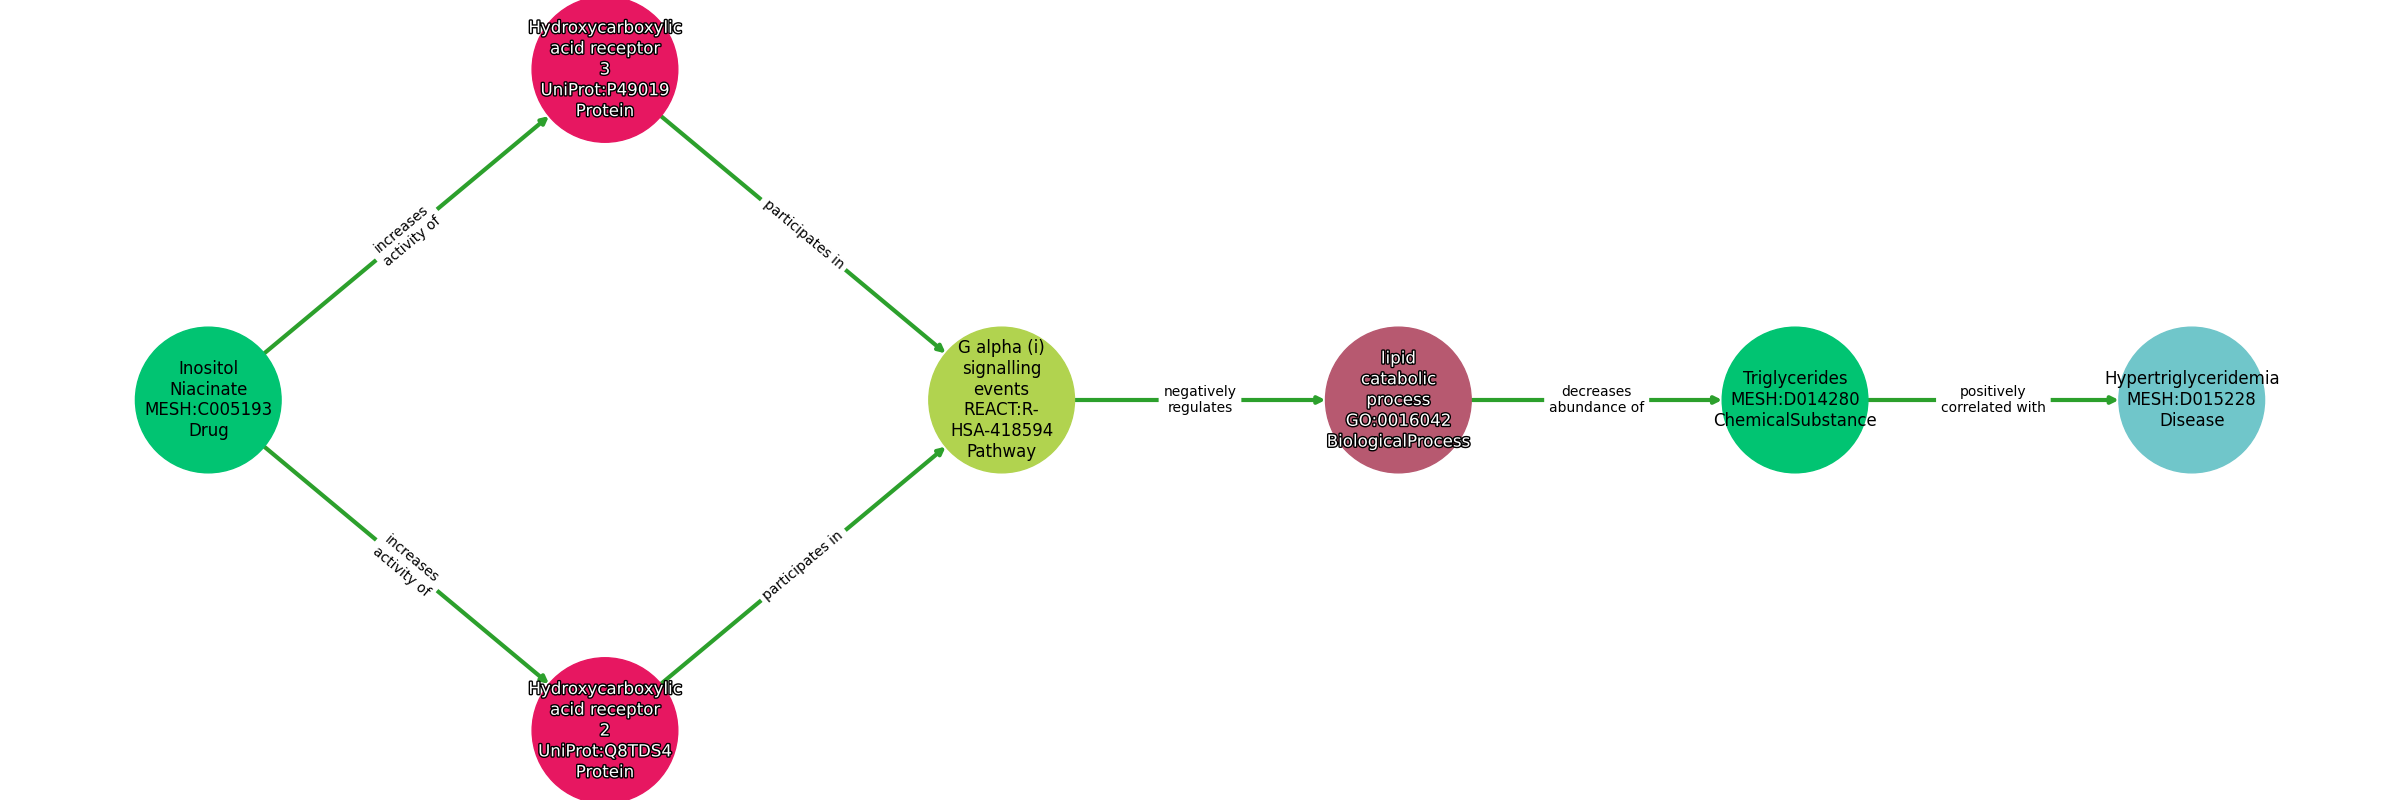 Hydroxycarboxylic
acid receptor
3
UniProt:P49019
Protein
increases
activity of
participates in
Inositol
Niacinate
MESH:C005193
Drug
G alpha (i)
signalling
events
REACT:R-
HSA-418594
Pathway
negatively
regulates
lipid
catabolic
process
GO:0016042
BiologicalProcess
decreases
abundance of
Triglycerides
MESH:D014280
ChemicalSubstance
positively
correlated with
Hypertriglyceridemia
MESH:D015228
Disease
increases
activity of
participates in
Hydroxycarboxylic
acid receptor
2
UniProt:Q8TDS4
Protein